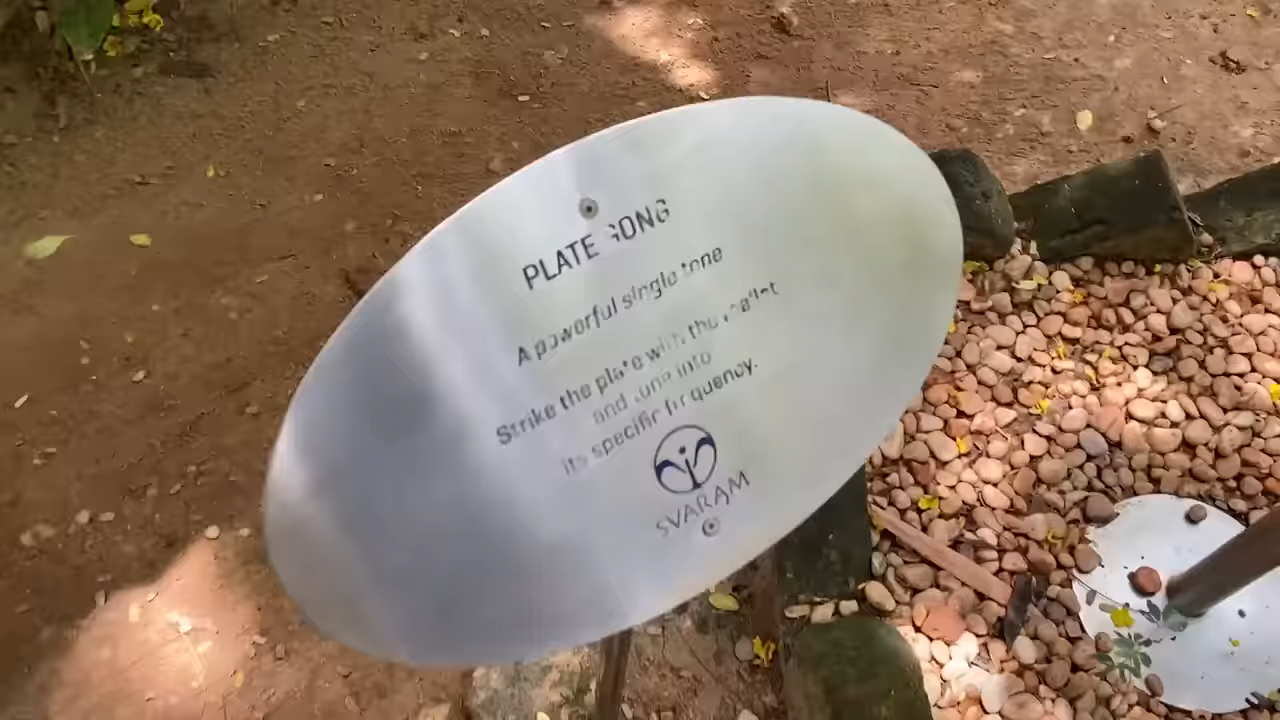 PLATE GONG
A powerful single tone
Strike the plate with the mallet
and tune into
its specific frequency.
SVARAM